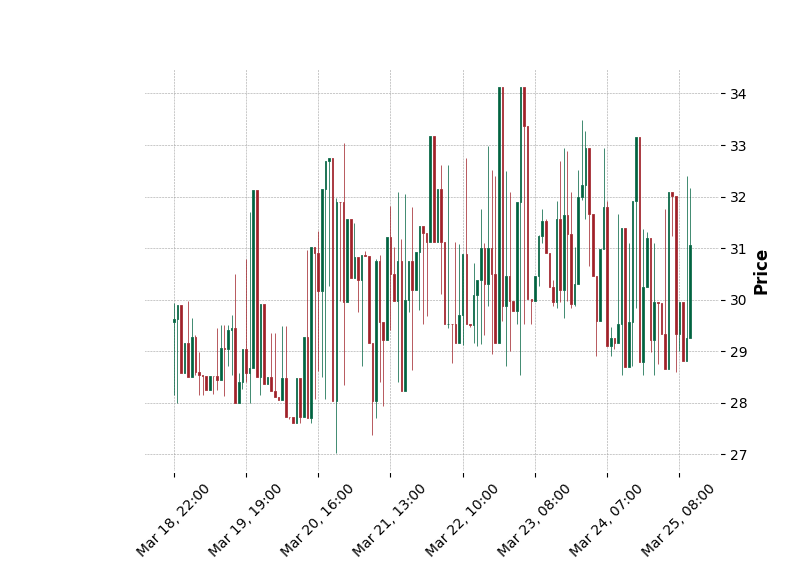 34
33
32
31
30
29
28
27
Price
Mar 18, 22:00
Mar 19, 19:00
Mar 20, 16:00
Mar 21, 13:00
Mar 22, 10:00
Mar 23, 08:00
Mar 24, 07:00
Mar 25, 08:00